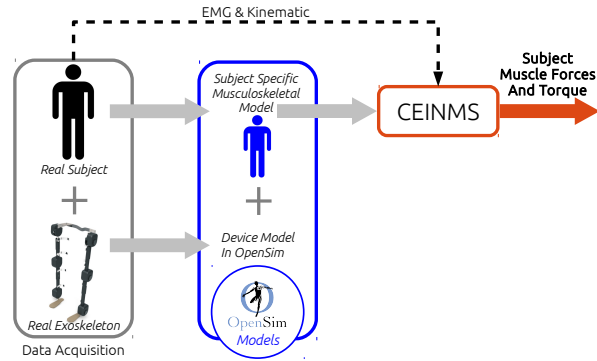 EMG & Kinematic
Real Subject
Real Exoskeleton
Data Acquisition
Subject Specific
Musculoskeletal
Model
Device Model
In OpenSim
OpenSim
Models
CEINMS
Subject
Muscle Forces
And Torque